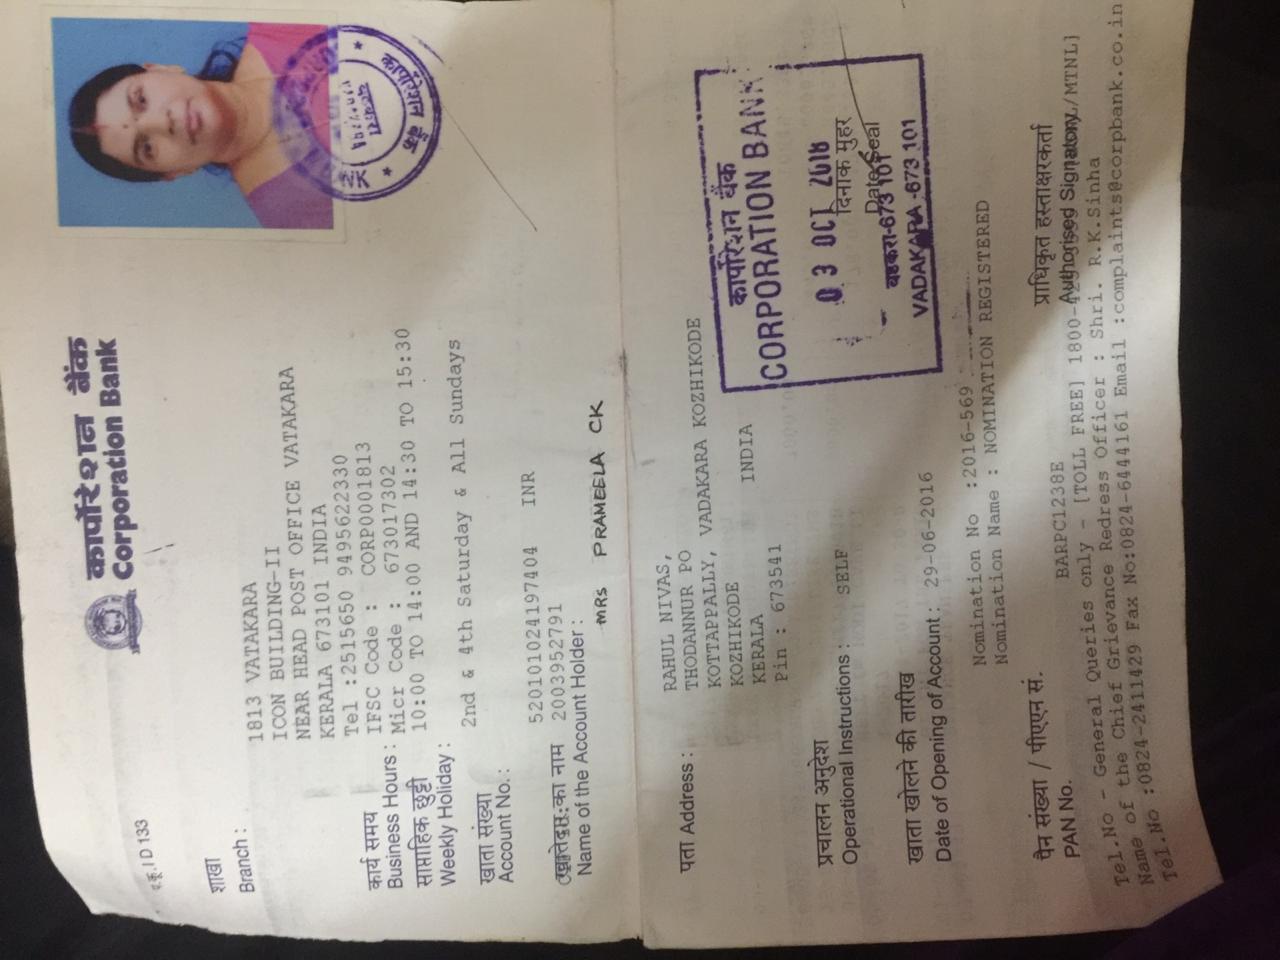 ए.क्र./ID133
कार्पोरेशन बैंक
Corporation Bank
शाखा
Branch :
1813 VATAKARA
ICON BUILDING-II
NEAR HEAD POST OFFICE VATAKARA
KERALA 673101 INDIA
Tel :2515650 9495622330
IFSC Code : CORP0001813
कार्य समय
Business Hours : Micr Code : 673017302
साप्ताहिक छुट्टी 10:00 TO 14:00 AND 14:30 TO 15:30
Weekly Holiday :
2nd & 4th Saturday & All Sundays
खाता संख्या
Account No. :
520101024197404 INR
का नाम 2003952791
Name of the Account Holder :
MRS PRAMEELA CK
पता Address :
RAHUL NIVAS,
THODANNUR PO
KOTTAPPALLY, VADAKARA KOZHIKODE
KOZHIKODE
KERALA INDIA
Pin : 673541
कार्पोरेशन बैंक
CORPORATION BANK
03 OCT 2018
दिनांक मुहर
Date Seal
वडकरा-673 101
VADAKARA -673 101
प्रचालन अनुदेश
Operational Instructions : SELF
खाता खोलने की तारीख
Date of Opening of Account : 29-06-2016
Nomination No :2016-569
Nomination Name : NOMINATION REGISTERED
पैन संख्या / पीएएन सं.
PAN No. BARPC1238E
प्राधिकृत हस्ताक्षरकर्ता
Authorised Signatory
Tel.No - General Queries only - [TOLL FREE] 1800- /MTNL]
Name of the Chief Grievance Redress Officer : Shri. R.K.Sinha
Tel.No :0824-2411429 Fax No:0824-6444161 Email :complaints@corpbank.co.in